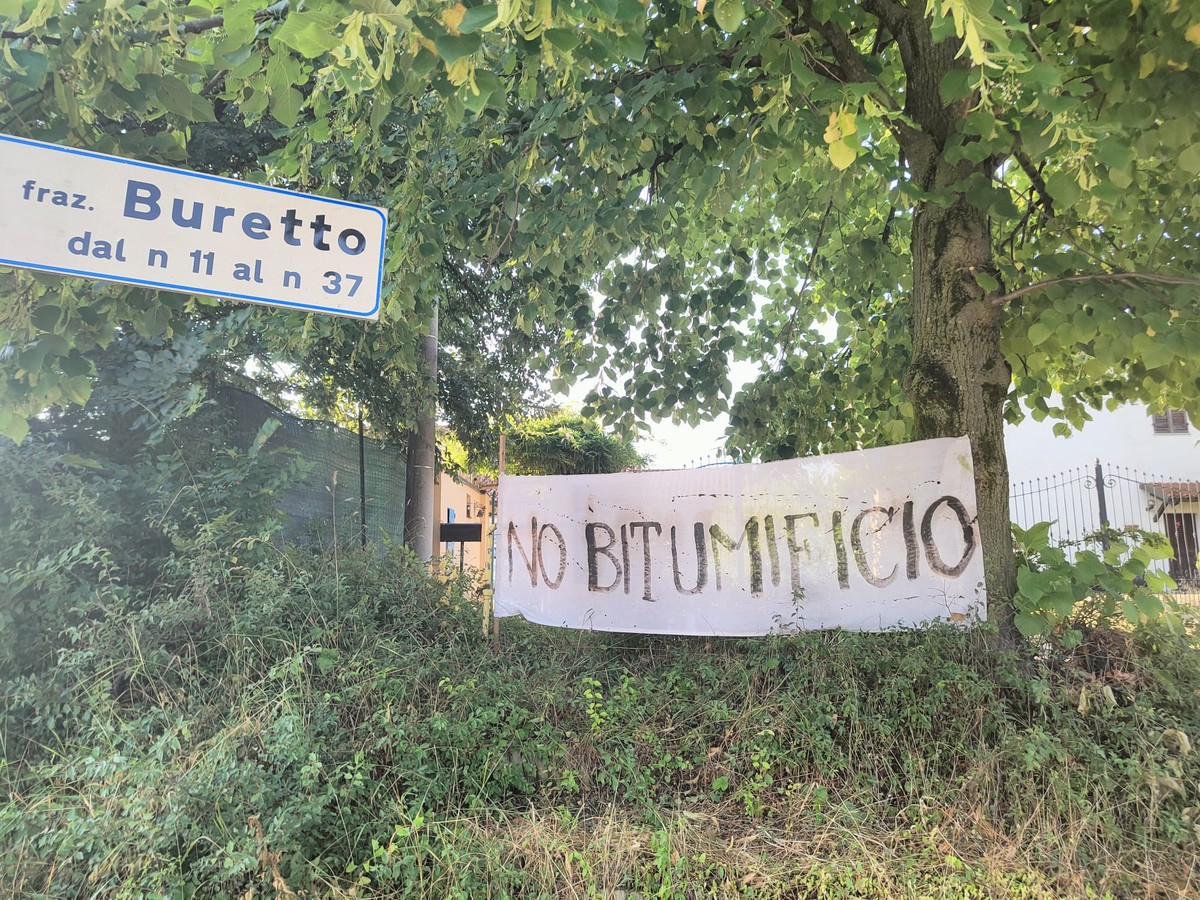 fraz. Buretto
dal n 11 al n 37
NO BITUMIFICIO